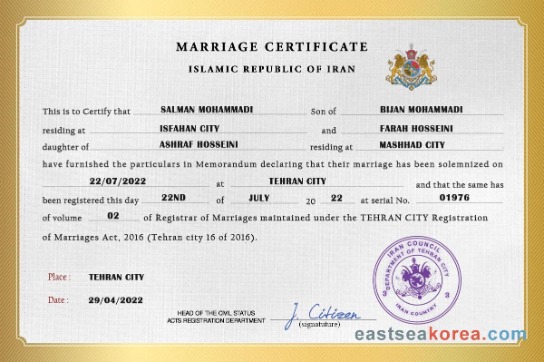 MARRIAGE CERTIFICATE
ISLAMIC REPUBLIC OF IRAN
This is to Certify that SALMAN MOHAMMADI Son of BIJAN MOHAMMADI
residing at ISFAHAN CITY and FARAH HOSSEINI
daughter of ASHRAF HOSSEINI residing at MASHHAD CITY
have furnished the particulars in Memorandum declaring that their marriage has been solemnized on
22/07/2022 at TEHRAN CITY and that the same has
been registered this day 22ND of JULY 20 22 at serial No. 01976
of volume 02 of Registrar of Marriages maintained under the TEHRAN CITY Registration
of Marriages Act, 2016 (Tehran city 16 of 2016).
Place : TEHRAN CITY
Date : 29/04/2022
HEAD OF THE CIVIL STATUS
ACTS REGISTRATION DEPARTMENT
J. Citizen
(signatuture)
IRAN COUNCIL
DEPARTMENT OF TEHRAN CITY
IRAN COUNTRY
eastseakorea.com